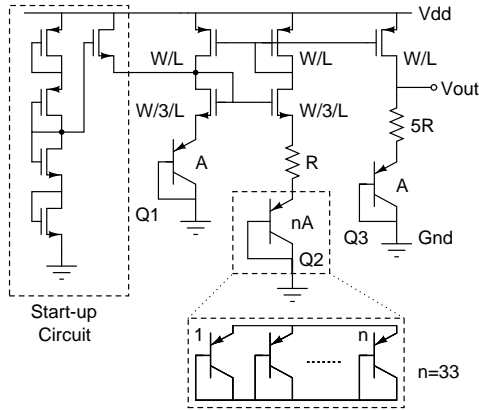 Vdd
W/L
W/L
W/L
Vout
W/3/L
W/3/L
5R
A
R
A
Q1
nA
Q2
Q3
Gnd
Start-up
Circuit
1
n
n=33